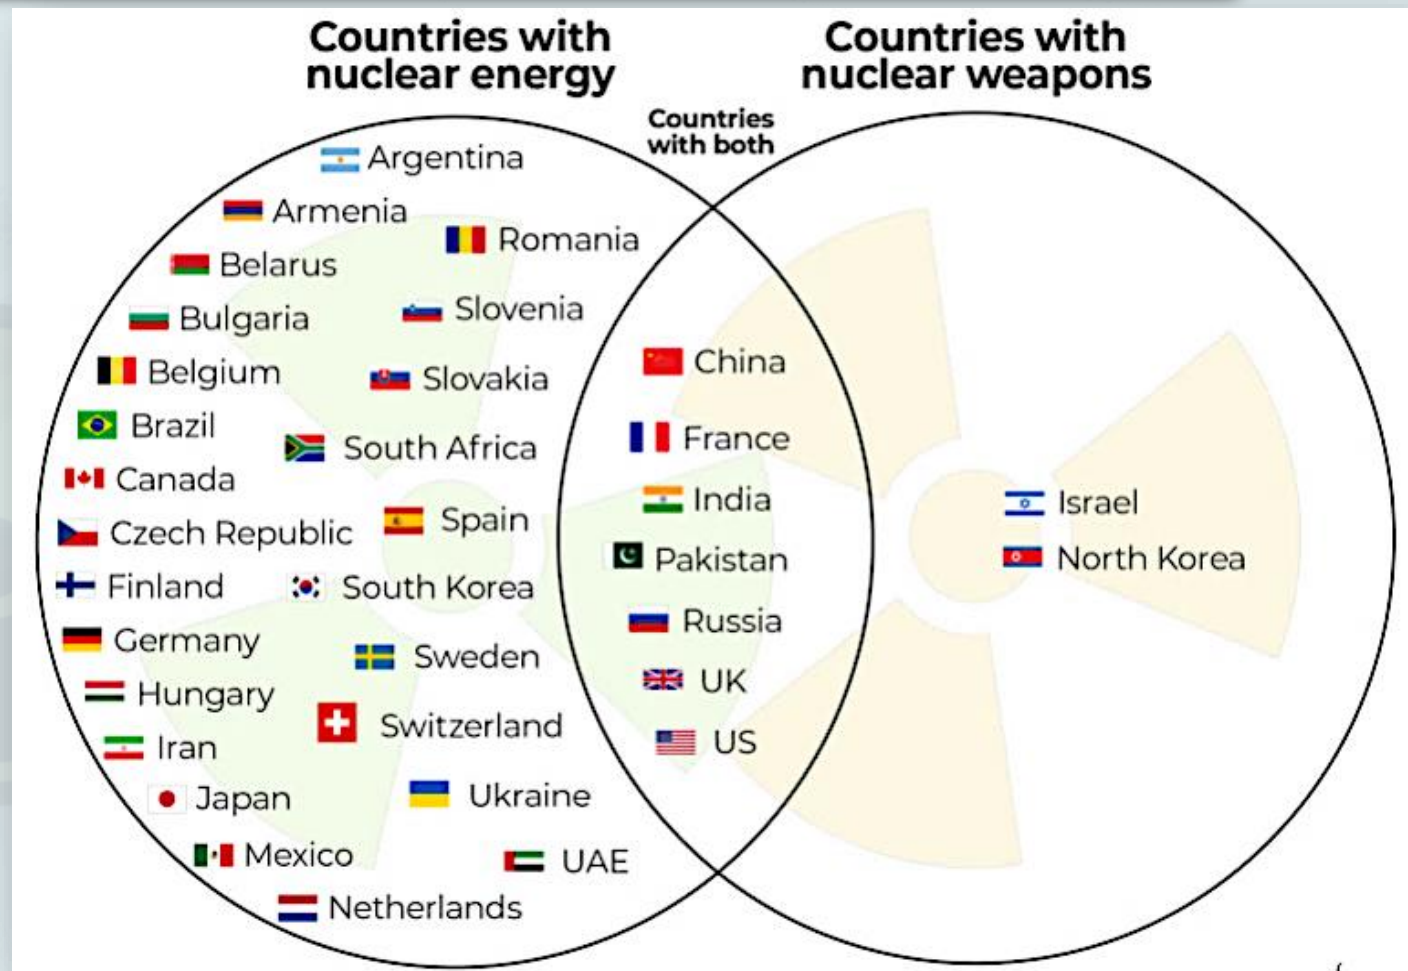 Countries with
nuclear energy
Countries with
nuclear weapons
Countries
with both
Argentina
Armenia
Belarus
Bulgaria
Belgium
Brazil
Canada
Czech Republic
Finland
Germany
Hungary
Iran
Japan
Mexico
Netherlands
Romania
Slovenia
Slovakia
South Africa
Spain
South Korea
Sweden
Switzerland
Ukraine
UAE
China
France
India
Pakistan
Russia
UK
US
Israel
North Korea